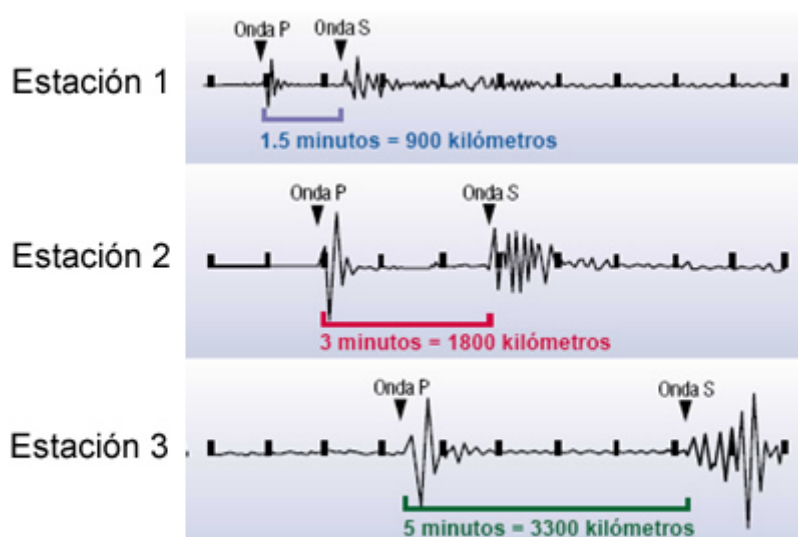 Onda P Onda S
Estación 1
1.5 minutos = 900 kilómetros
Onda P Onda S
Estación 2
3 minutos = 1800 kilómetros
Onda P Onda S
Estación 3
5 minutos = 3300 kilómetros